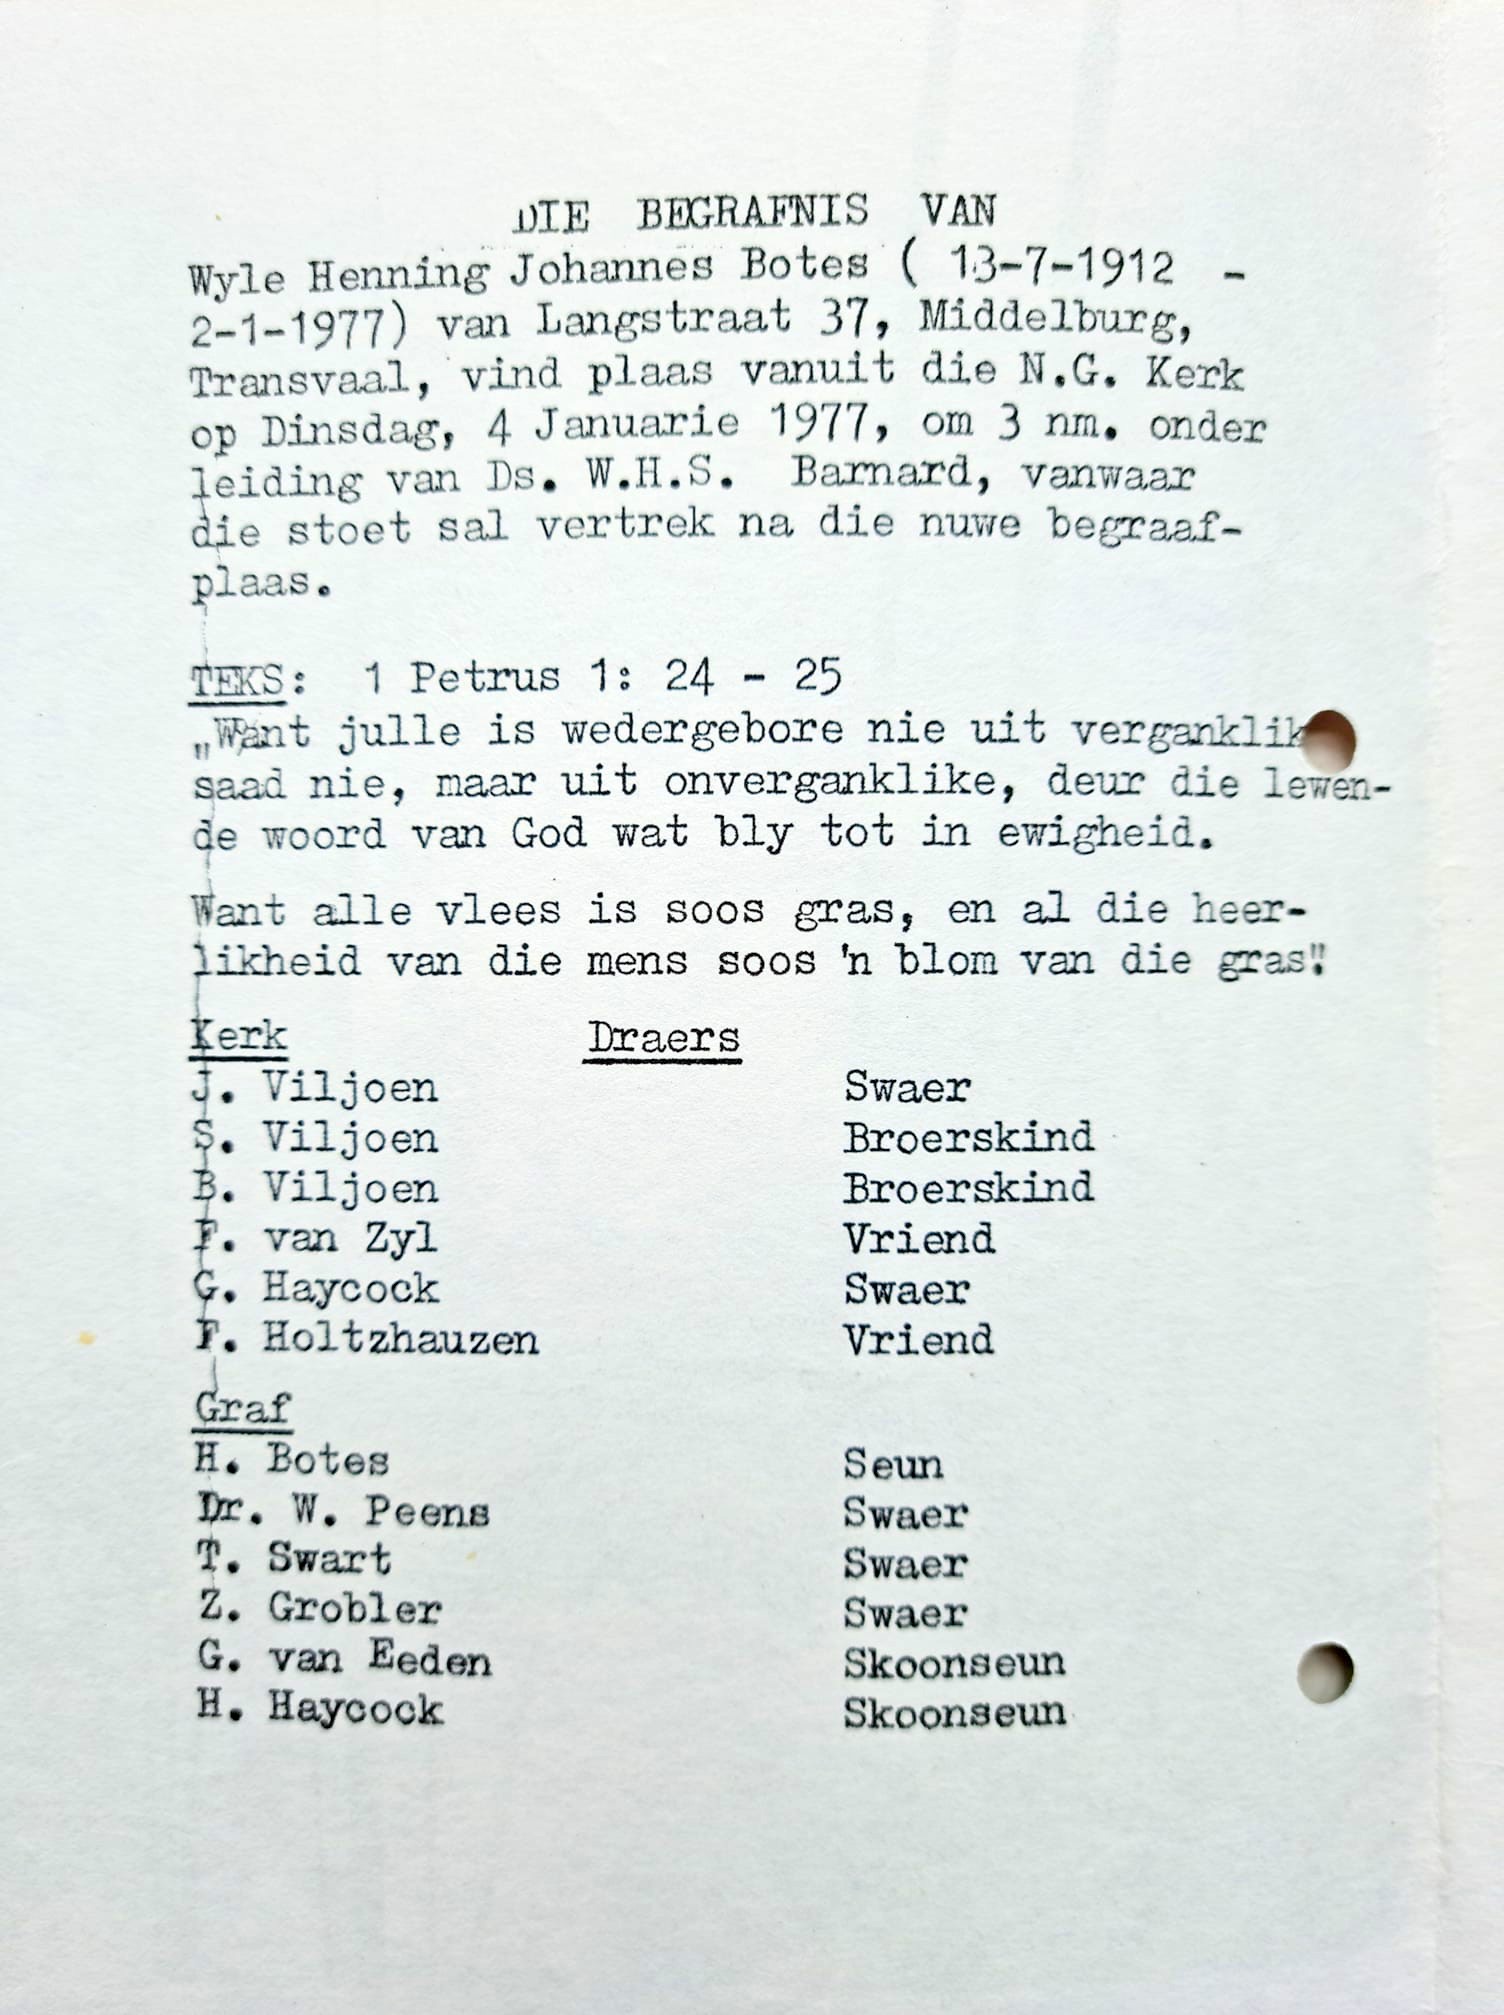 DIE BEGRAFNIS VAN
Wyle Henning Johannes Botes ( 13-7-1912 -
2-1-1977) van Langstraat 37, Middelburg,
Transvaal, vind plaas vanuit die N.G. Kerk
op Dinsdag, 4 Januarie 1977, om 3 nm. onder
leiding van Ds. W.H.S. Barnard, vanwaar
die stoet sal vertrek na die nuwe begraaf-
plaas.
TEKS: 1 Petrus 1: 24 - 25
„Want julle is wedergebore nie uit verganklik
saad nie, maar uit onverganklike, deur die lewen-
de woord van God wat bly tot in ewigheid.
Want alle vlees is soos gras, en al die heer-
likheid van die mens soos 'n blom van die gras".
Kerk Draers
J. Viljoen Swaer
S. Viljoen Broerskind
B. Viljoen Broerskind
F. van Zyl Vriend
G. Haycock Swaer
F. Holtzhauzen Vriend
Graf
H. Botes Seun
Dr. W. Peens Swaer
T. Swart Swaer
Z. Grobler Swaer
G. van Eeden Skoonseun
H. Haycock Skoonseun